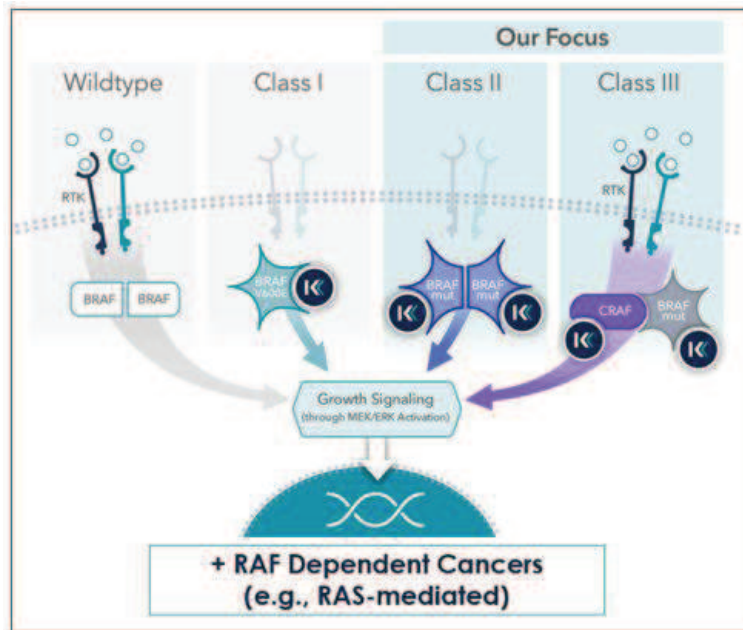 Our Focus
Wildtype
Class I
Class II
Class III
RTK
RTK
BRAF
BRAF
BRAF
V600E
BRAF
mut
BRAF
mut
CRAF
BRAF
mut
Growth Signaling
(through MEK/ERK Activation)
+ RAF Dependent Cancers
(e.g., RAS-mediated)